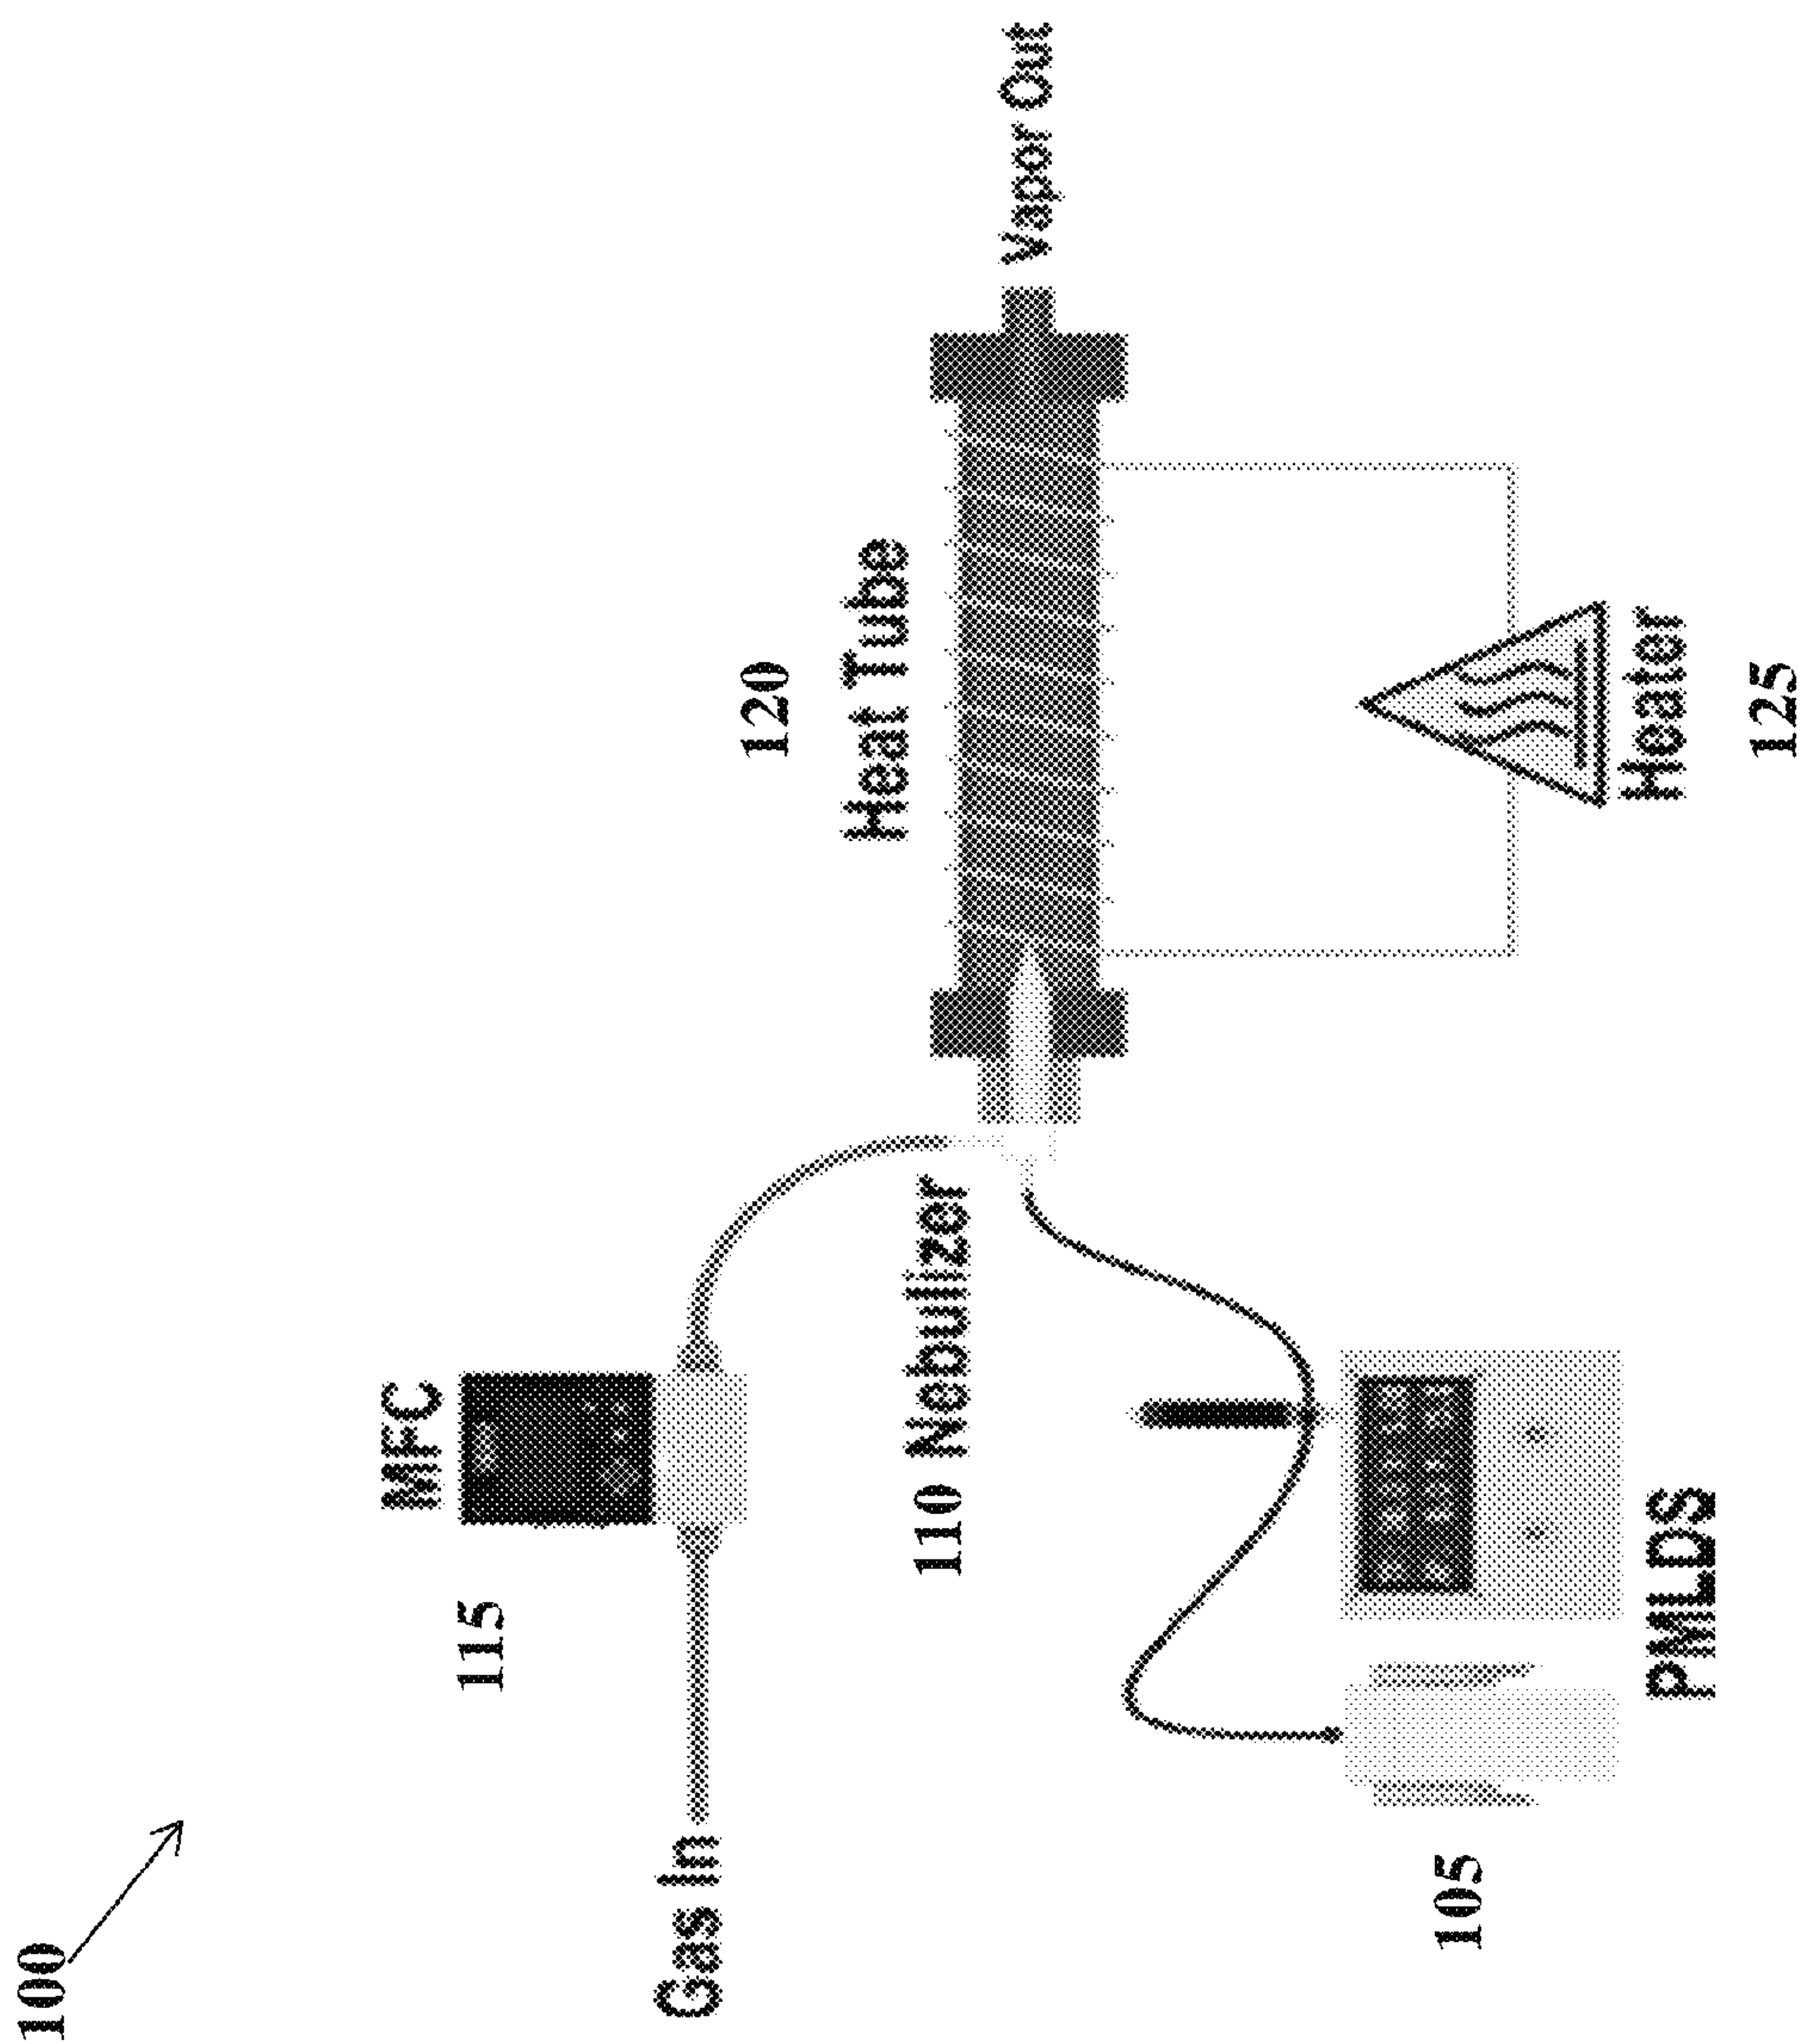 100
MFC
115
Gas In
120
Heat Tube
Vapor Out
110 Nebulizer
Heater
125
105
PMLDS